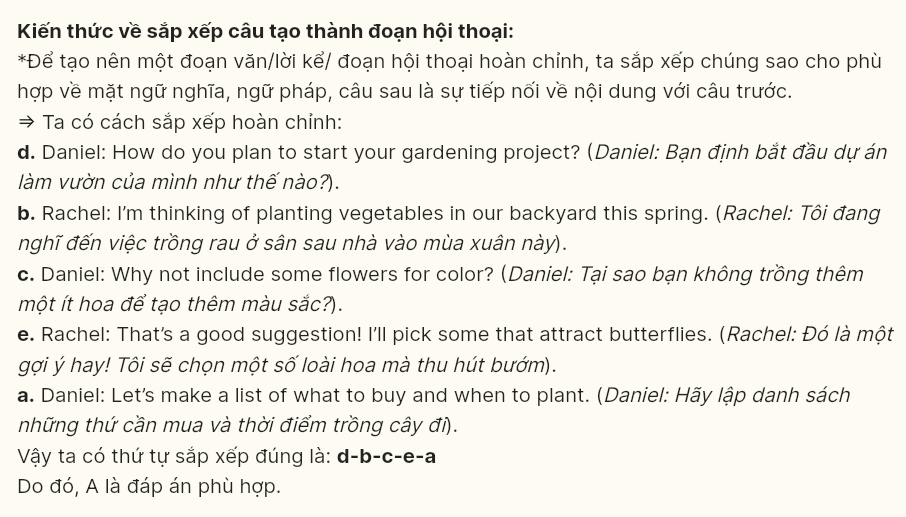 Kiến thức về sắp xếp câu tạo thành đoạn hội thoại:
*Để tạo nên một đoạn văn/lời kể/ đoạn hội thoại hoàn chỉnh, ta sắp xếp chúng sao cho phù
hợp về mặt ngữ nghĩa, ngữ pháp, câu sau là sự tiếp nối về nội dung với câu trước.
⇒ Ta có cách sắp xếp hoàn chỉnh:
d. Daniel: How do you plan to start your gardening project? (Daniel: Bạn định bắt đầu dự án
làm vườn của mình như thế nào?).
b. Rachel: I’m thinking of planting vegetables in our backyard this spring. (Rachel: Tôi đang
nghĩ đến việc trồng rau ở sân sau nhà vào mùa xuân này).
c. Daniel: Why not include some flowers for color? (Daniel: Tại sao bạn không trồng thêm
một ít hoa để tạo thêm màu sắc?).
e. Rachel: That’s a good suggestion! I’ll pick some that attract butterflies. (Rachel: Đó là một
gợi ý hay! Tôi sẽ chọn một số loài hoa mà thu hút bướm).
a. Daniel: Let’s make a list of what to buy and when to plant. (Daniel: Hãy lập danh sách
những thứ cần mua và thời điểm trồng cây đi).
Vậy ta có thứ tự sắp xếp đúng là: d-b-c-e-a
Do đó, A là đáp án phù hợp.